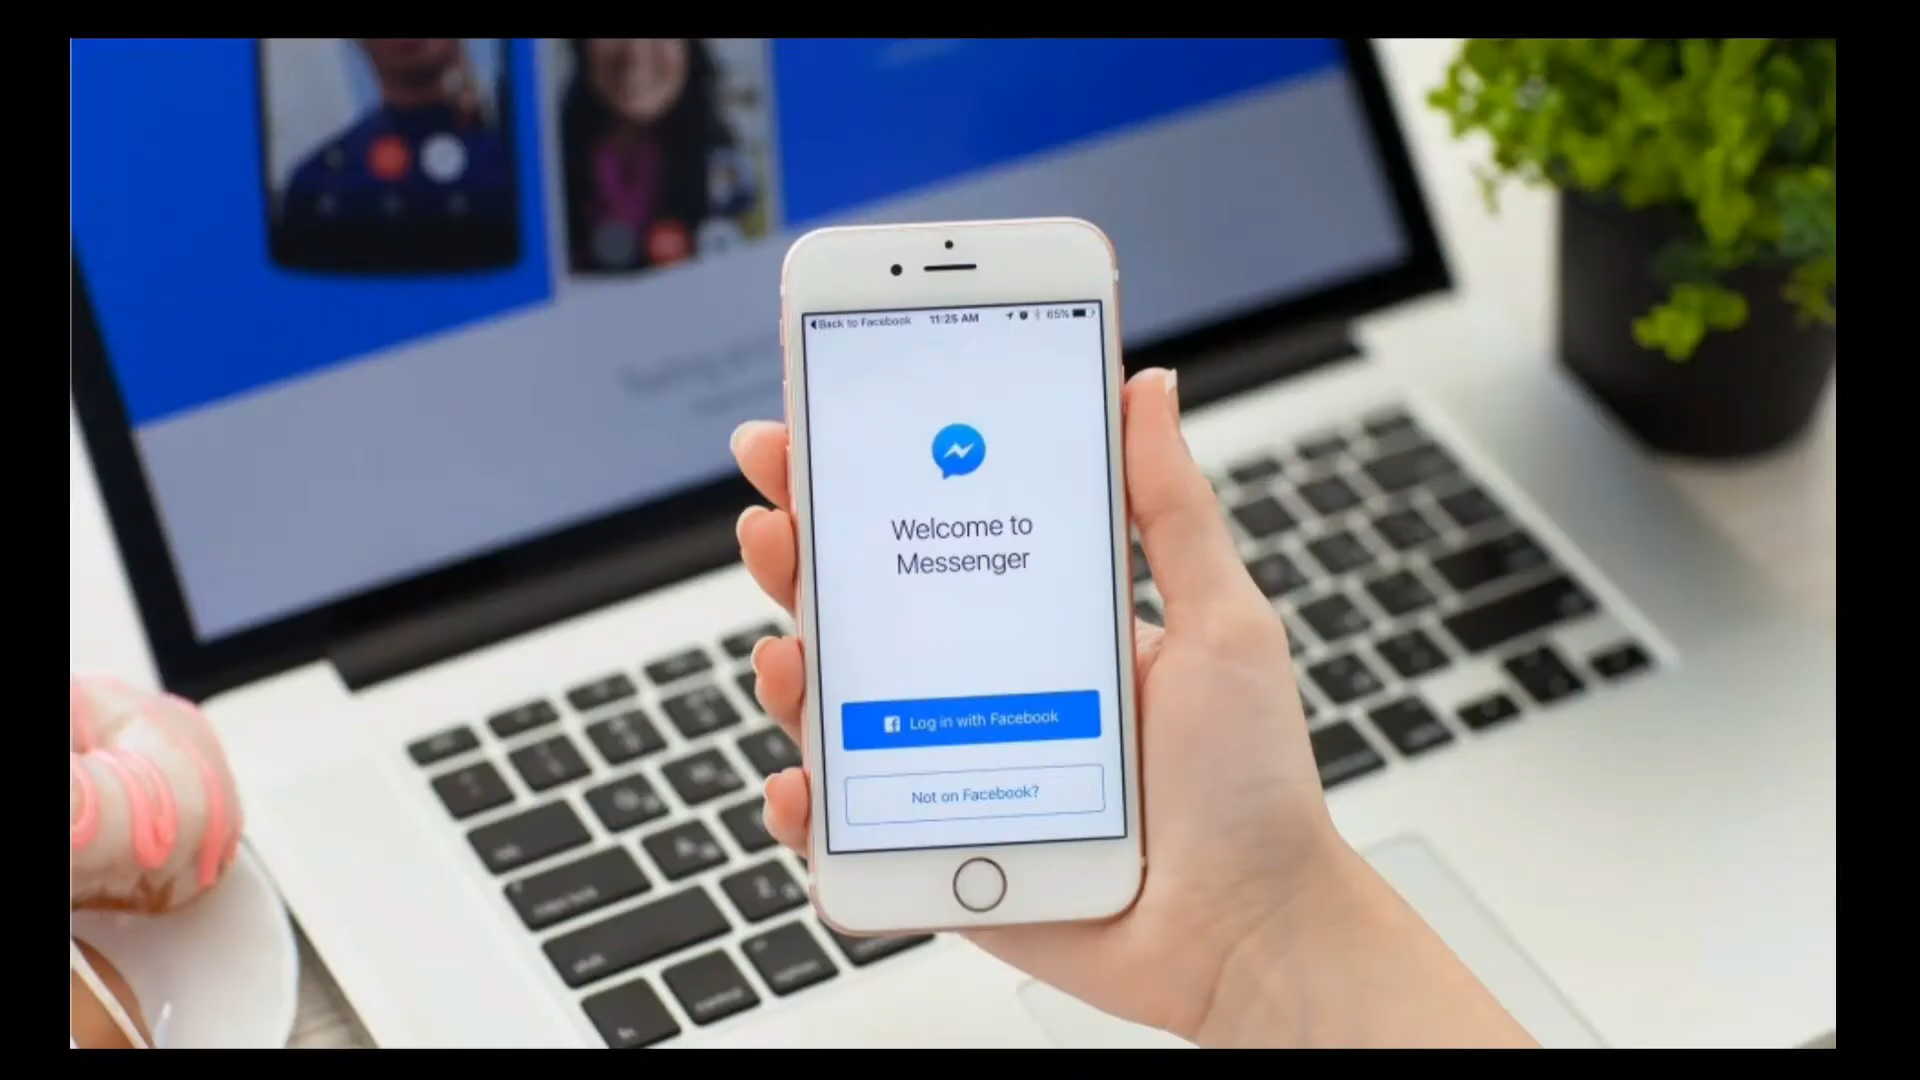 Back to Facebook 11:25 AM 65%
Welcome to
Messenger
Log in with Facebook
Not on Facebook?